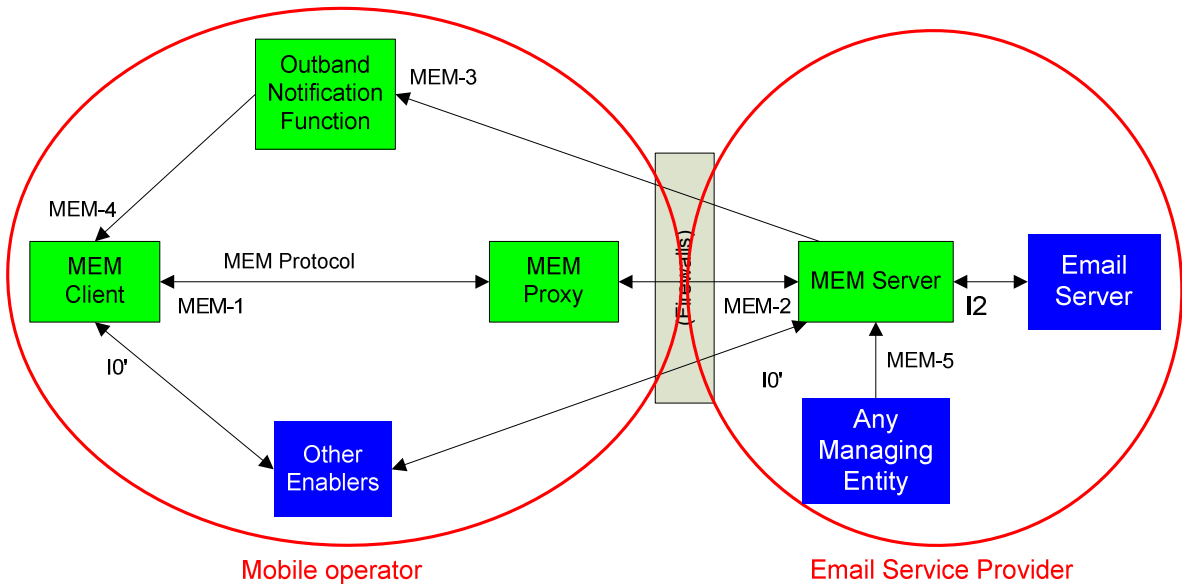 Outband
Notification
Function
MEM-3
MEM-4
MEM
Client
MEM Protocol
MEM-1
MEM
Proxy
(Firewalls)
MEM-2
MEM Server
I2
Email
Server
I0'
I0'
MEM-5
Other
Enablers
Any
Managing
Entity
Mobile operator
Email Service Provider